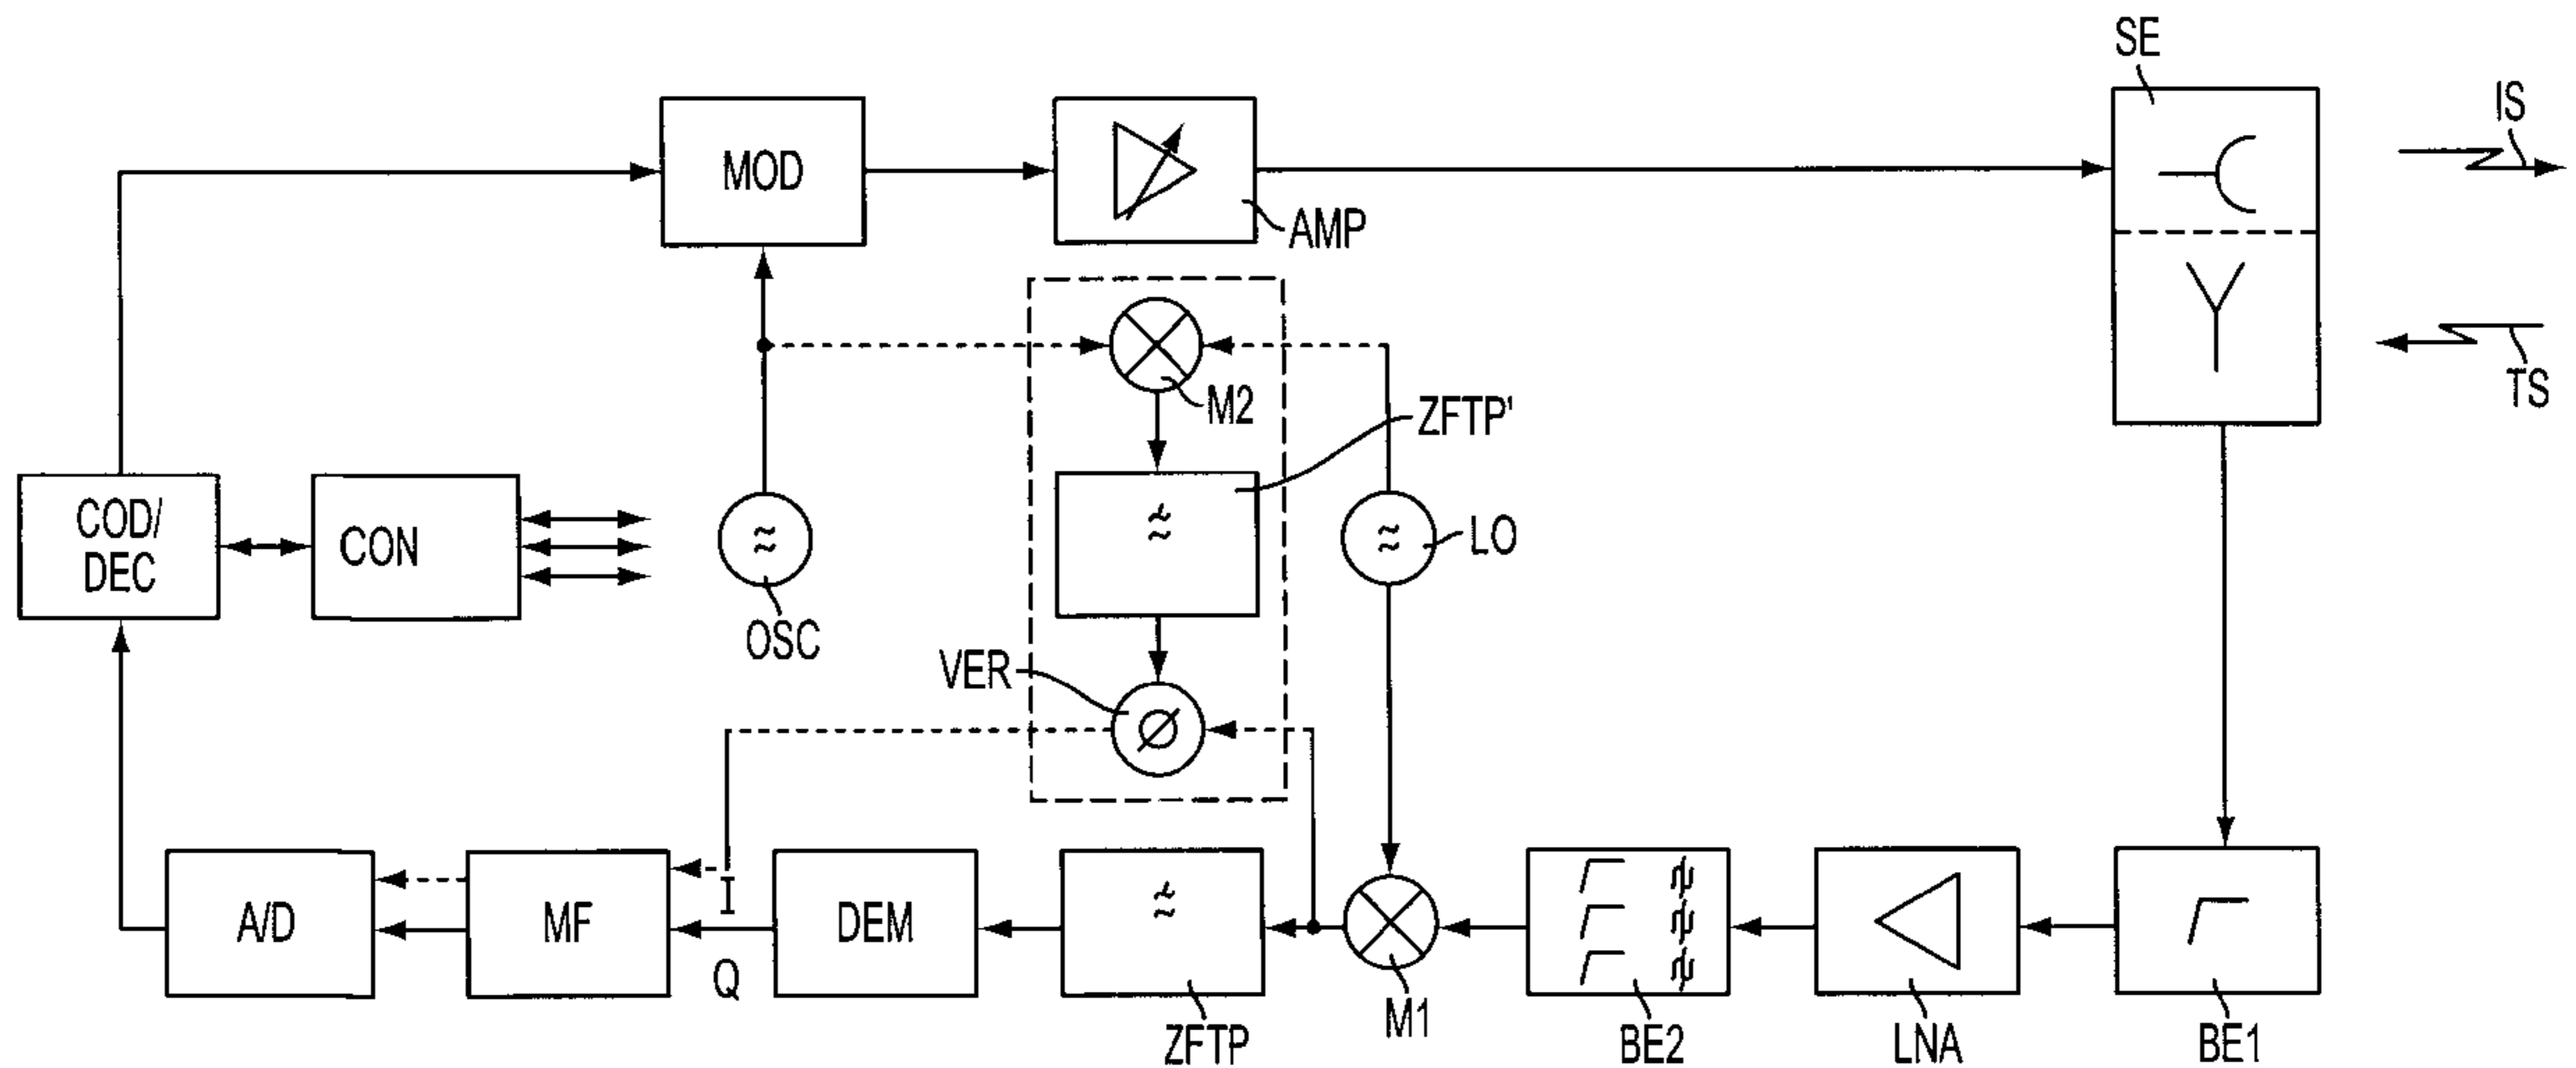 SE
IS
MOD
AMP
M2
ZFTP'
TS
COD/
DEC
CON
LO
OSC
VER
I
A/D
MF
DEM
Q
ZFTP
M1
BE2
LNA
BE1